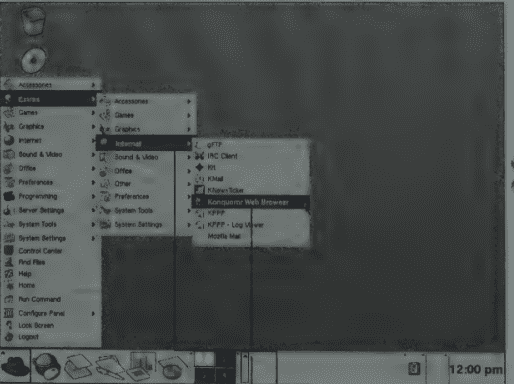 Accessories
Extras
Games
Graphics
Internet
Sound & Video
Office
Preferences
Programming
Server Settings
System Tools
System Settings
Control Center
Find Files
Help
Home
Run Command
Configure Panel
Lock Screen
Logout
Accessories
Games
Graphics
Internet
Sound & Video
Office
Other
Preferences
System Tools
System Settings
gFTP
IRC Client
Kit
KMail
KNewsTicker
Konqueror Web Browser
KPPP
KPPP - Log Viewer
Mozilla Mail
12:00 pm